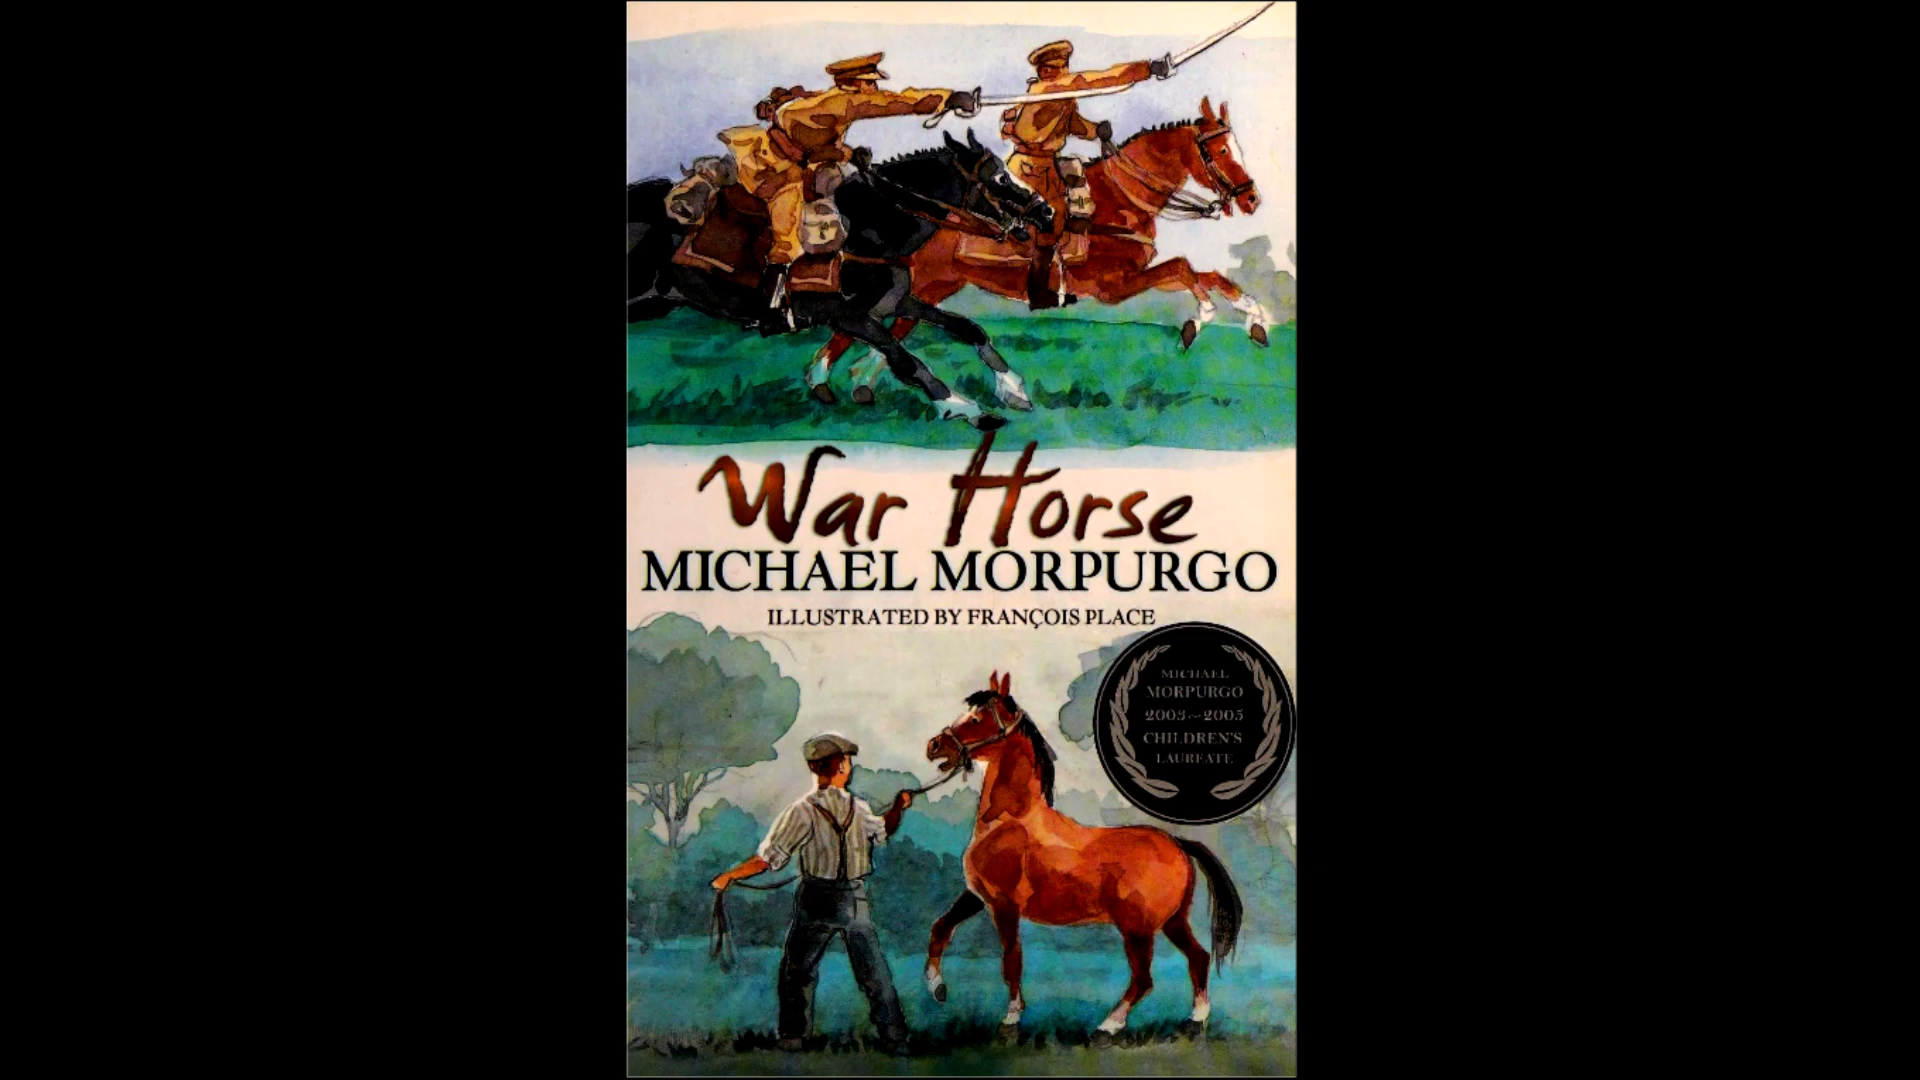 War Horse
MICHAEL MORPURGO
ILLUSTRATED BY FRANÇOIS PLACE
MICHAEL
MORPURGO
2003–2005
CHILDREN'S
LAUREATE